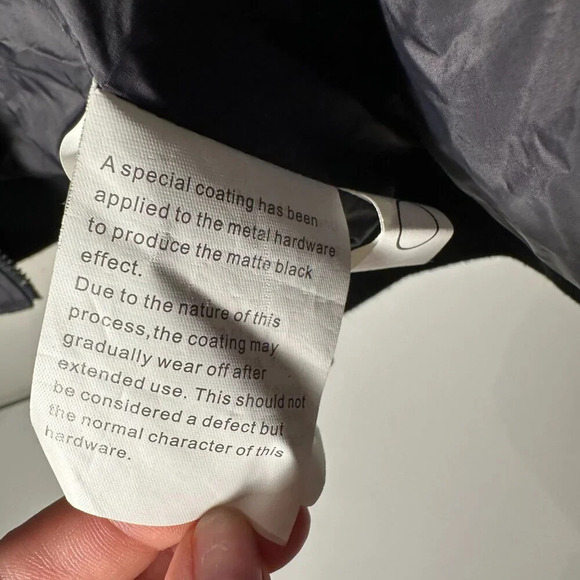 A special coating has been
applied to the metal hardware
to produce the matte black
effect.
Due to the nature of this
process,the coating may
gradually wear off after
extended use. This should not
be considered a defect but
the normal character of this
hardware.